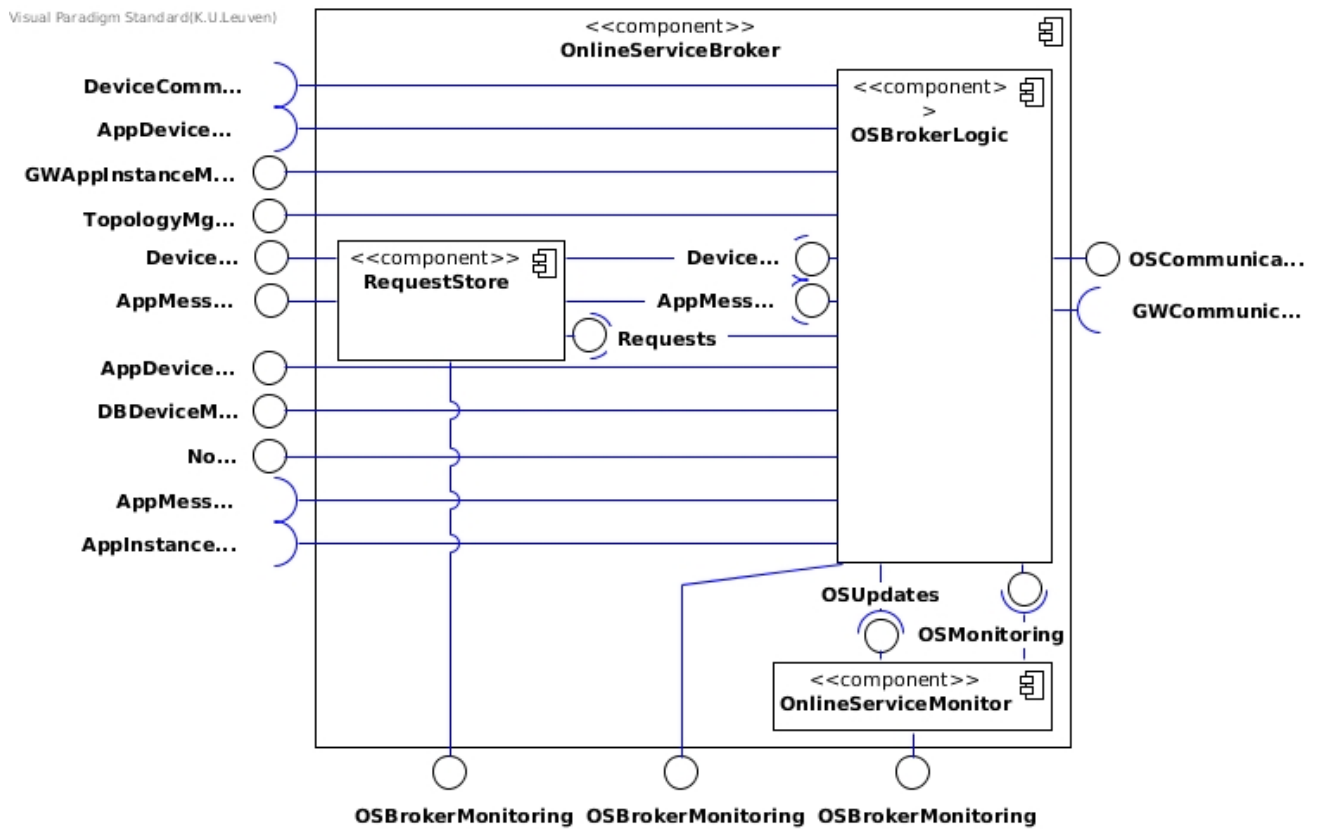 Visual Paradigm Standard(K.U.Leuven)
<<component>>
OnlineServiceBroker
<<component>
>
OSBrokerLogic
DeviceComm...
AppDevice...
GWAppInstanceM...
TopologyMg...
Device...
<<component>>
RequestStore
Device...
OSCommunica...
AppMess...
AppMess...
GWCommunic...
Requests
AppDevice...
DBDeviceM...
No...
AppMess...
AppInstance...
OSUpdates
OSMonitoring
<<component>>
OnlineServiceMonitor
OSBrokerMonitoring
OSBrokerMonitoring
OSBrokerMonitoring